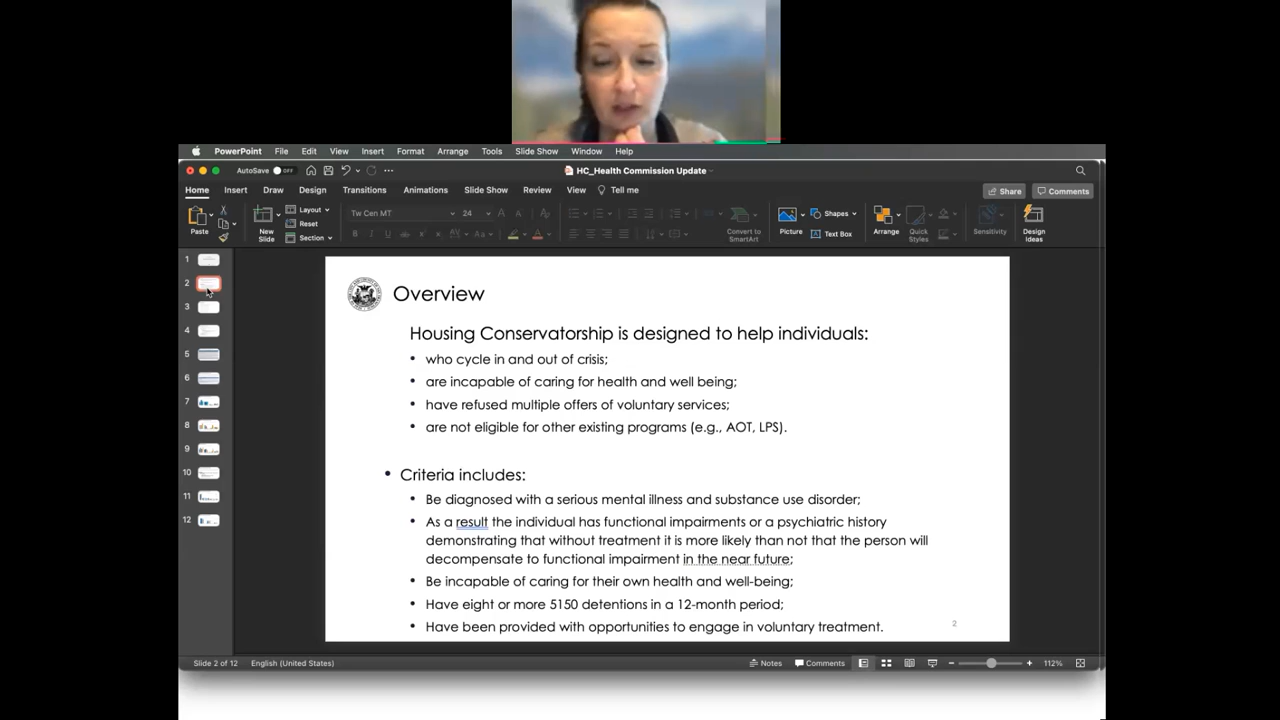 PowerPoint File Edit View Insert Format Arrange Tools Slide Show Window Help
AutoSave OFF HC_Health Commission Update
Home Insert Draw Design Transitions Animations Slide Show Review View Tell me Share Comments
Paste New Slide Layout Reset Section Tw Cen MT 24 Convert to SmartArt Picture Shapes Text Box Arrange Quick Styles Sensitivity Design Ideas
1
2
3
4
5
6
7
8
9
10
11
12
Overview
Housing Conservatorship is designed to help individuals:
• who cycle in and out of crisis;
• are incapable of caring for health and well being;
• have refused multiple offers of voluntary services;
• are not eligible for other existing programs (e.g., AOT, LPS).
• Criteria includes:
• Be diagnosed with a serious mental illness and substance use disorder;
• As a result the individual has functional impairments or a psychiatric history
demonstrating that without treatment it is more likely than not that the person will
decompensate to functional impairment in the near future;
• Be incapable of caring for their own health and well-being;
• Have eight or more 5150 detentions in a 12-month period;
• Have been provided with opportunities to engage in voluntary treatment.
2
Slide 2 of 12 English (United States) Notes Comments 112%